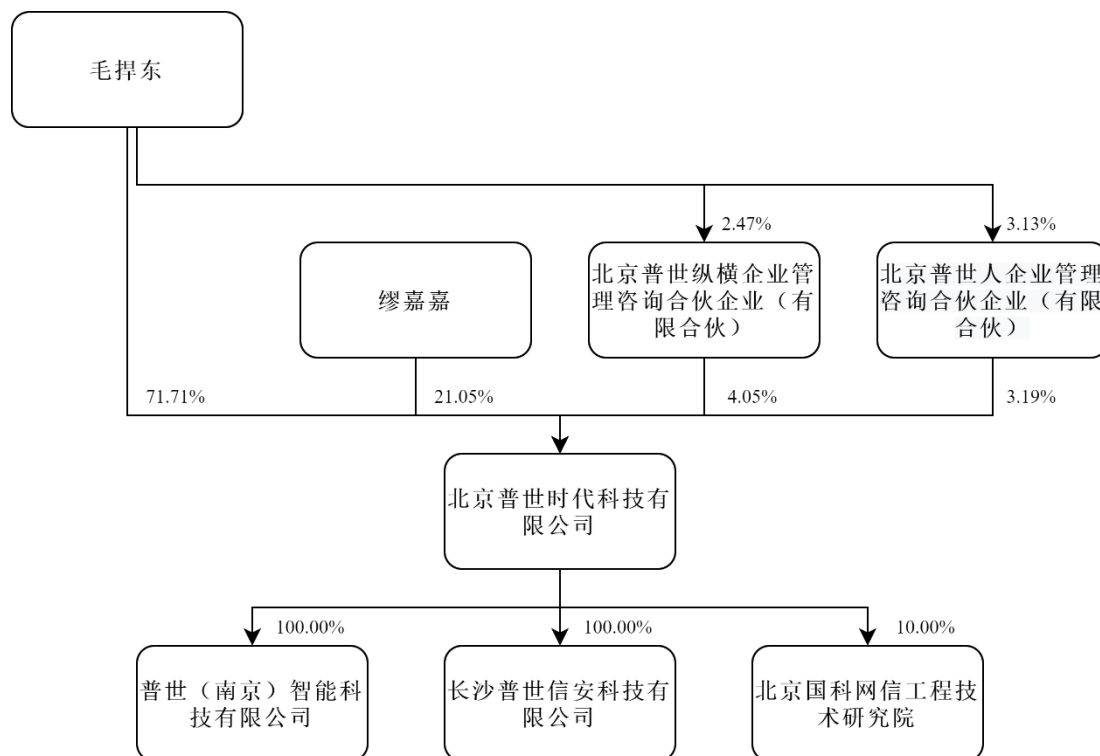 毛捍东
2.47%
3.13%
缪嘉嘉
北京普世纵横企业管
理咨询合伙企业（有
限合伙）
北京普世人企业管理
咨询合伙企业（有限
合伙）
71.71%
21.05%
4.05%
3.19%
北京普世时代科技有
限公司
100.00%
100.00%
10.00%
普世（南京）智能科
技有限公司
长沙普世信安科技有
限公司
北京国科网信工程技
术研究院